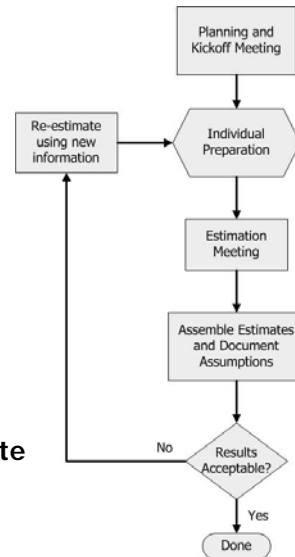 Planning and
Kickoff Meeting
Re-estimate
using new
information
Individual
Preparation
Estimation
Meeting
Assemble Estimates
and Document
Assumptions
te
No
Results
Acceptable?
Yes
Done